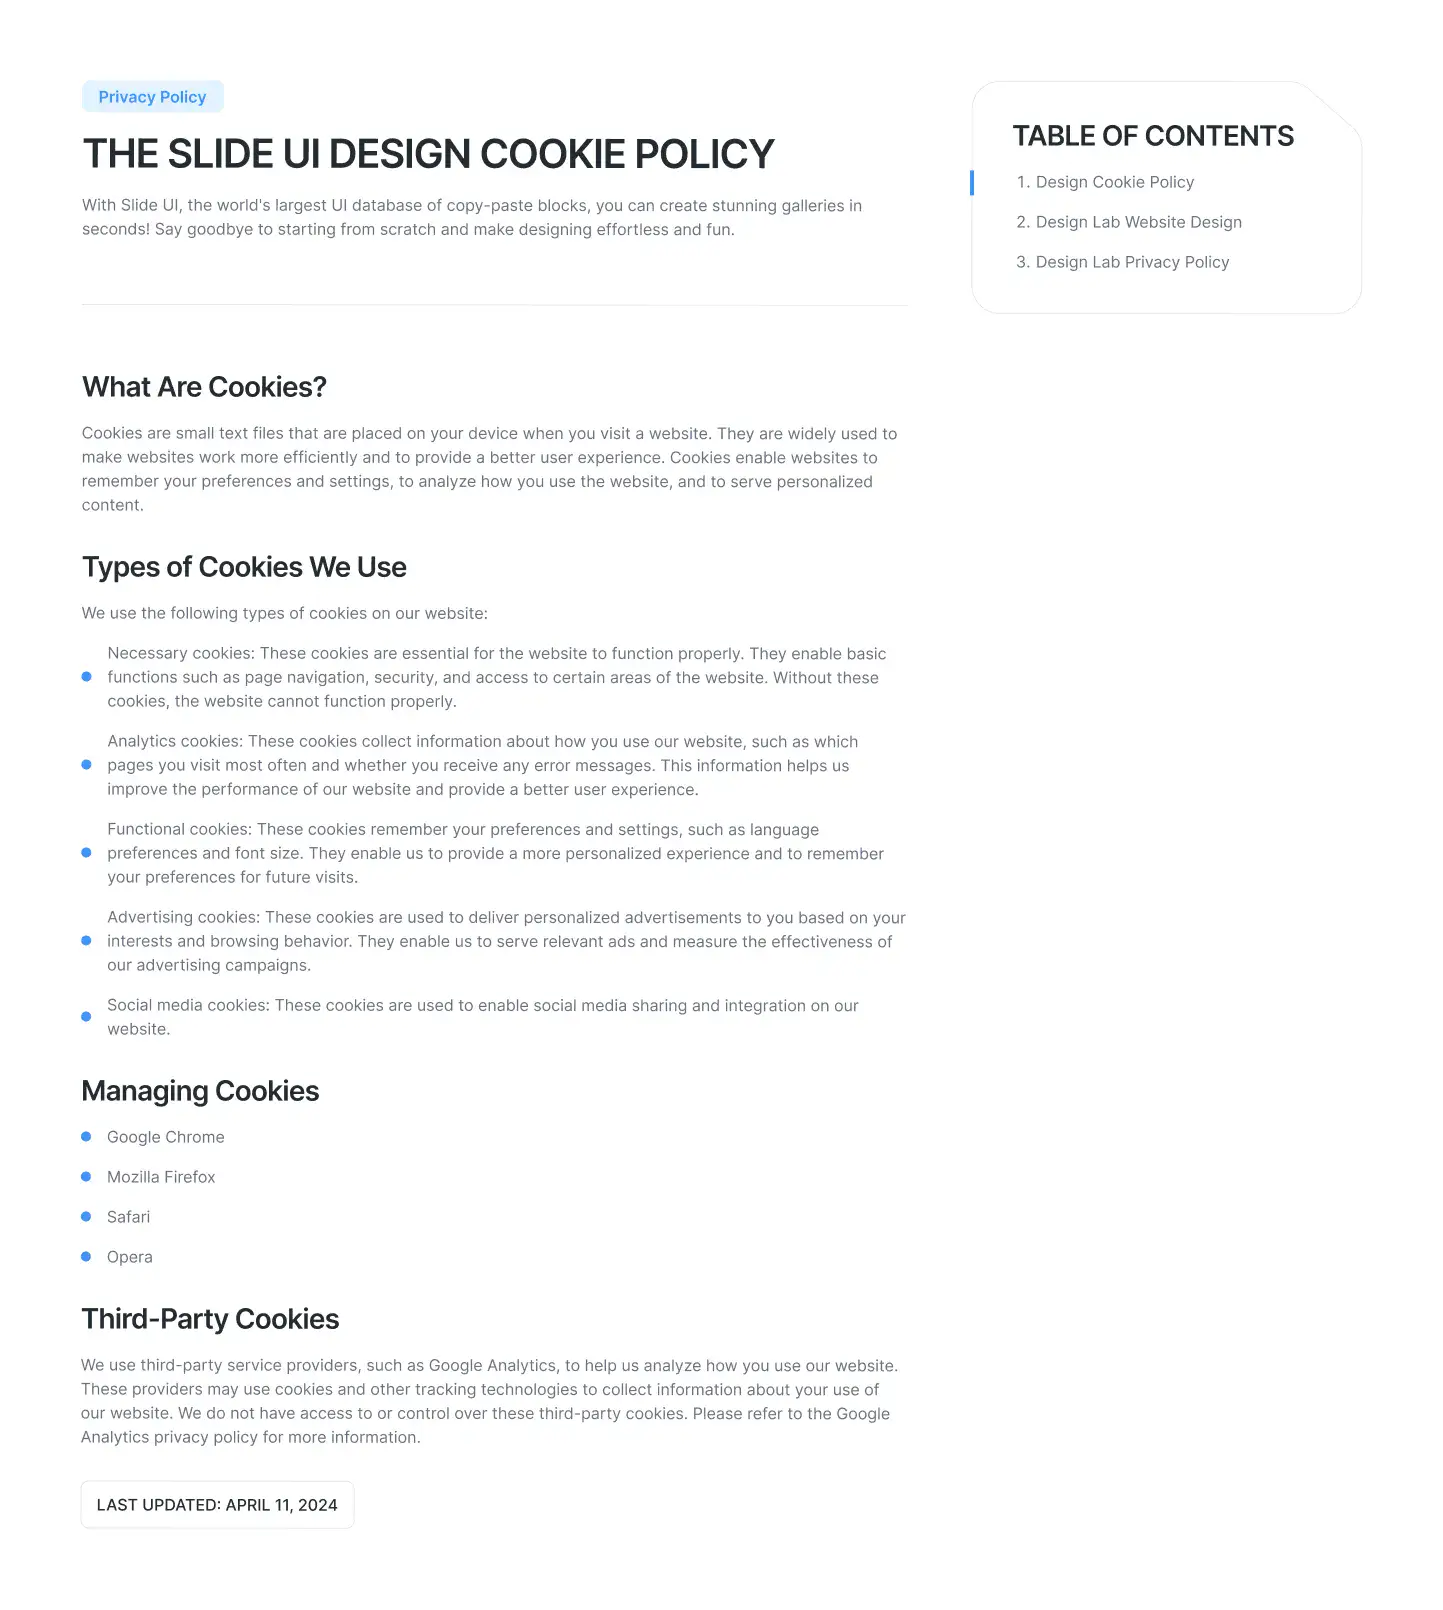 Privacy Policy
THE SLIDE UI DESIGN COOKIE POLICY
With Slide UI, the world's largest UI database of copy-paste blocks, you can create stunning galleries in
seconds! Say goodbye to starting from scratch and make designing effortless and fun.
TABLE OF CONTENTS
1. Design Cookie Policy
2. Design Lab Website Design
3. Design Lab Privacy Policy
What Are Cookies?
Cookies are small text files that are placed on your device when you visit a website. They are widely used to
make websites work more efficiently and to provide a better user experience. Cookies enable websites to
remember your preferences and settings, to analyze how you use the website, and to serve personalized
content.
Types of Cookies We Use
We use the following types of cookies on our website:
Necessary cookies: These cookies are essential for the website to function properly. They enable basic
functions such as page navigation, security, and access to certain areas of the website. Without these
cookies, the website cannot function properly.
Analytics cookies: These cookies collect information about how you use our website, such as which
pages you visit most often and whether you receive any error messages. This information helps us
improve the performance of our website and provide a better user experience.
Functional cookies: These cookies remember your preferences and settings, such as language
preferences and font size. They enable us to provide a more personalized experience and to remember
your preferences for future visits.
Advertising cookies: These cookies are used to deliver personalized advertisements to you based on your
interests and browsing behavior. They enable us to serve relevant ads and measure the effectiveness of
our advertising campaigns.
Social media cookies: These cookies are used to enable social media sharing and integration on our
website.
Managing Cookies
Google Chrome
Mozilla Firefox
Safari
Opera
Third-Party Cookies
We use third-party service providers, such as Google Analytics, to help us analyze how you use our website.
These providers may use cookies and other tracking technologies to collect information about your use of
our website. We do not have access to or control over these third-party cookies. Please refer to the Google
Analytics privacy policy for more information.
LAST UPDATED: APRIL 11, 2024